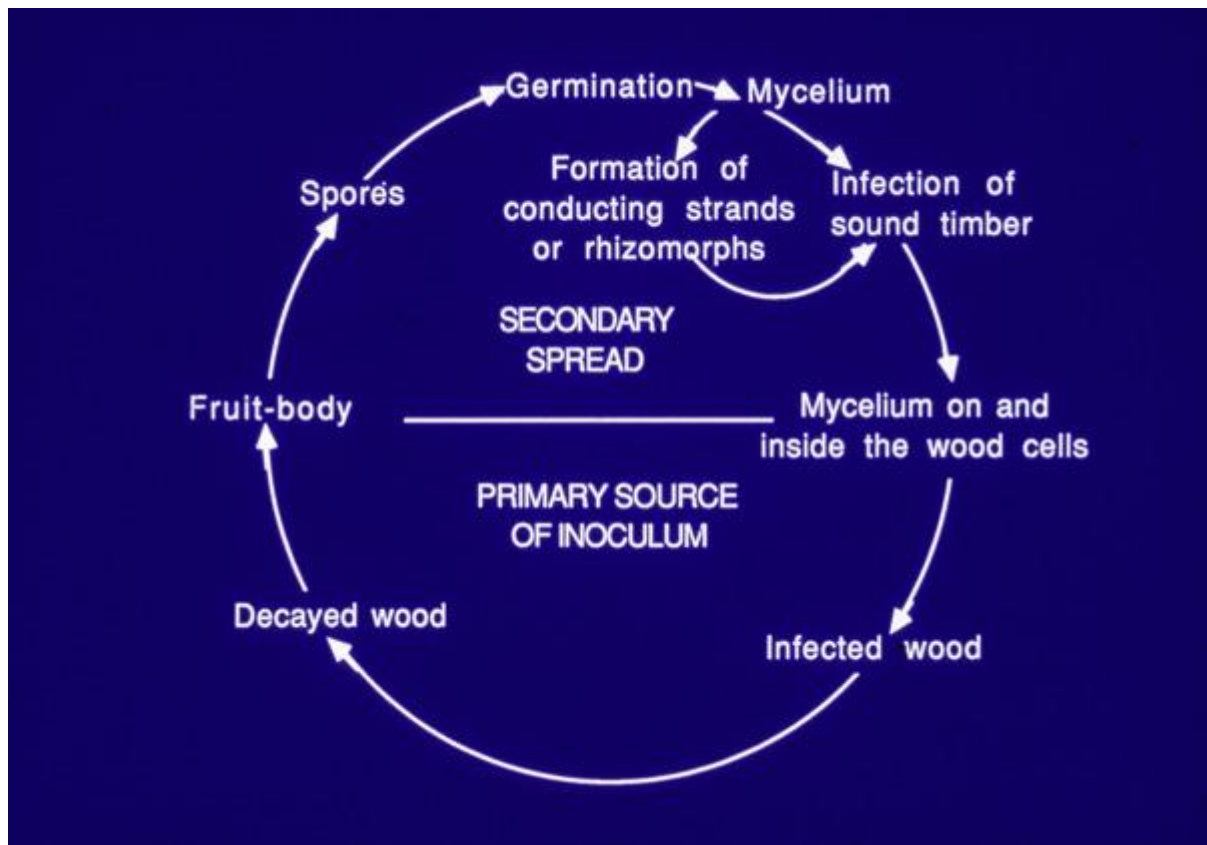 Germination
Mycelium
Formation of
conducting strands
or rhizomorphs
Infection of
sound timber
Spores
SECONDARY
SPREAD
Fruit-body
Mycelium on and
inside the wood cells
PRIMARY SOURCE
OF INOCULUM
Decayed wood
Infected wood